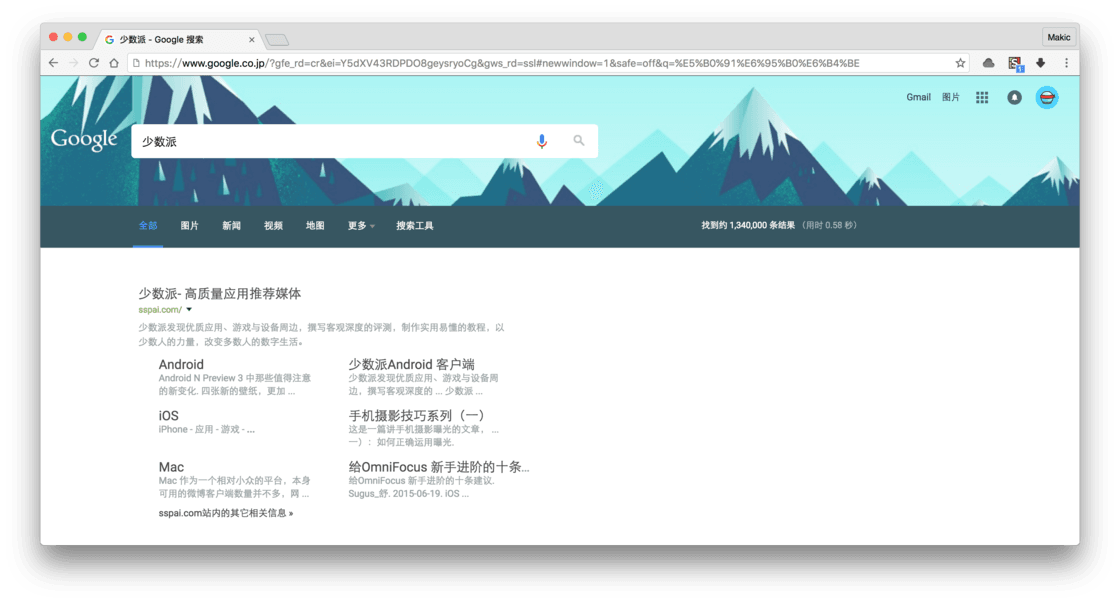 少数派 - Google 搜索
Makic
https://www.google.co.jp/?gfe_rd=cr&ei=Y5dXV43RDPDO8geysryoCg&gws_rd=ssl#newwindow=1&safe=off&q=%E5%B0%91%E6%95%B0%E6%B4%BE
1
Gmail 图片
Google 少数派
全部 图片 新闻 视频 地图 更多 搜索工具 找到约 1,340,000 条结果 (用时 0.58 秒)
少数派- 高质量应用推荐媒体
sspai.com/
少数派发现优质应用、游戏与设备周边，撰写客观深度的评测，制作实用易懂的教程，以
少数人的力量，改变多数人的数字生活。
Android
Android N Preview 3 中那些值得注意
的新变化. 四张新的壁纸，更加 ...
少数派Android 客户端
少数派发现优质应用、游戏与设备周
边，撰写客观深度的 ... 少数派 ...
iOS
iPhone - 应用 - 游戏 - ...
手机摄影技巧系列（一）
这是一篇讲手机摄影曝光的文章， ...
一）：如何正确运用曝光.
Mac
Mac 作为一个相对小众的平台，本身
可用的微博客户端数量并不多，网 ...
给OmniFocus 新手进阶的十条...
给OmniFocus 新手进阶的十条建议.
Sugus_舒. 2015-06-19. iOS ...
sspai.com站内的其它相关信息 »